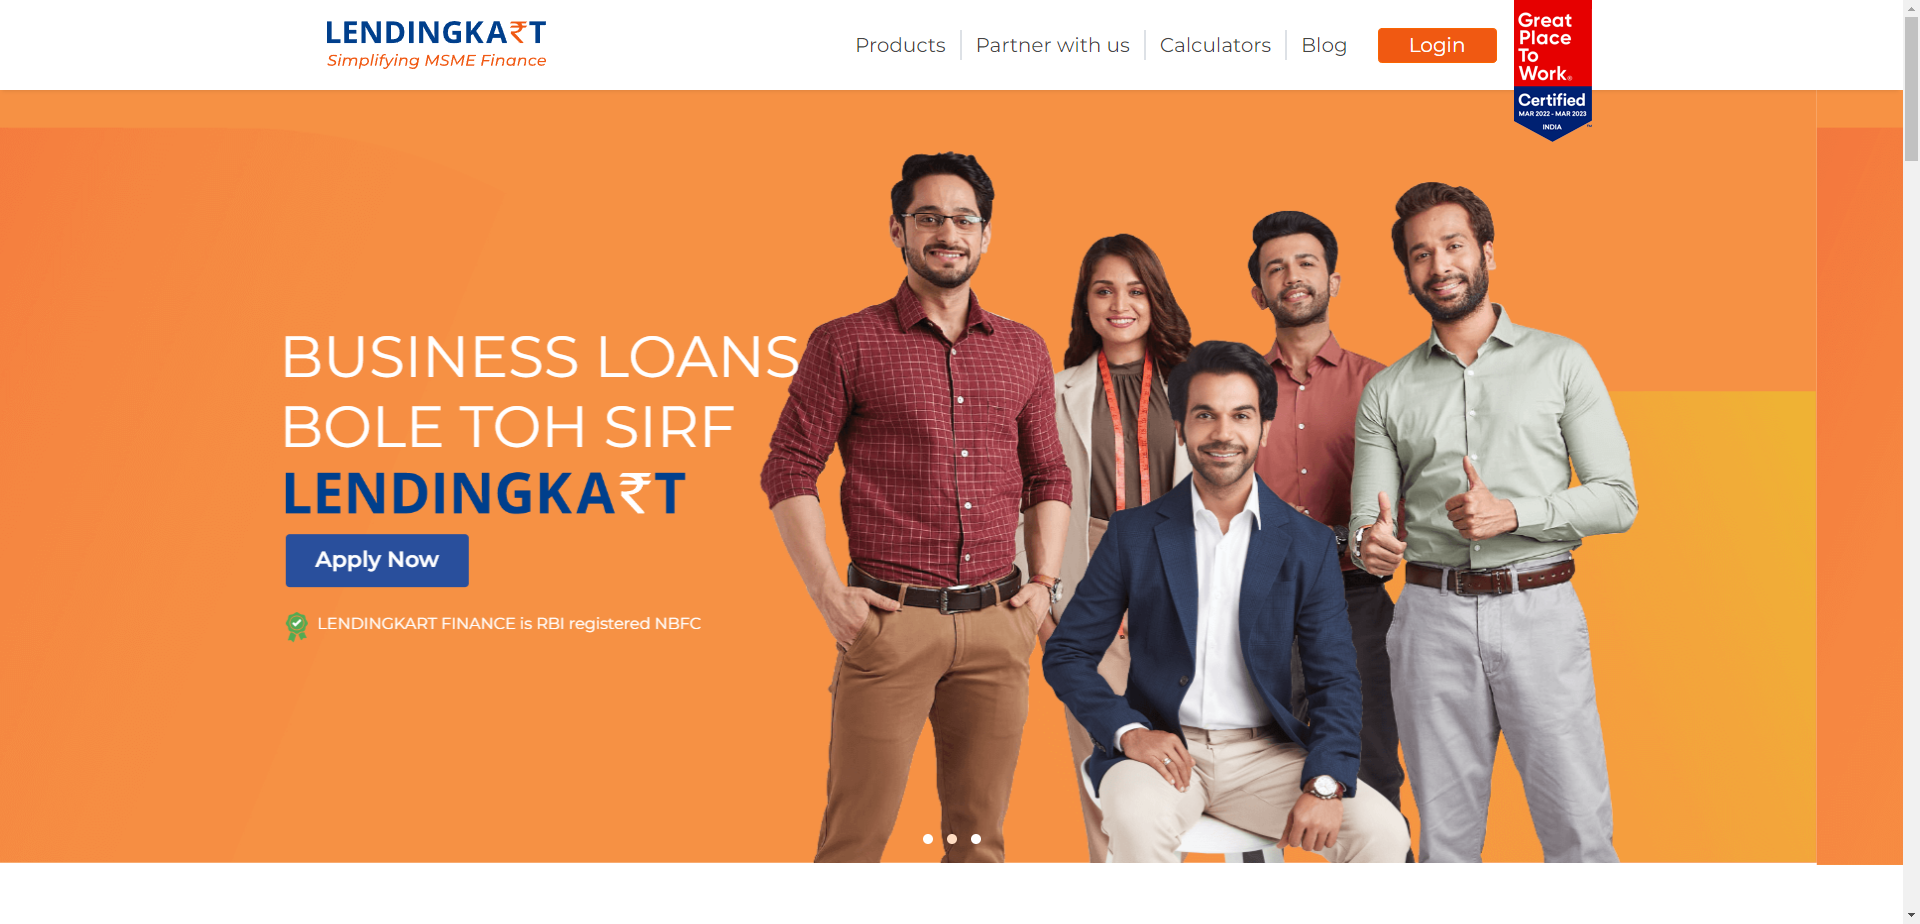 LENDINGKA₹T
Simplifying MSME Finance
Products
Partner with us
Calculators
Blog
Login
Great
Place
To
Work®
Certified
MAR 2022 - MAR 2023
INDIA
™
BUSINESS LOANS
BOLE TOH SIRF
LENDINGKA₹T
Apply Now
LENDINGKART FINANCE is RBI registered NBFC